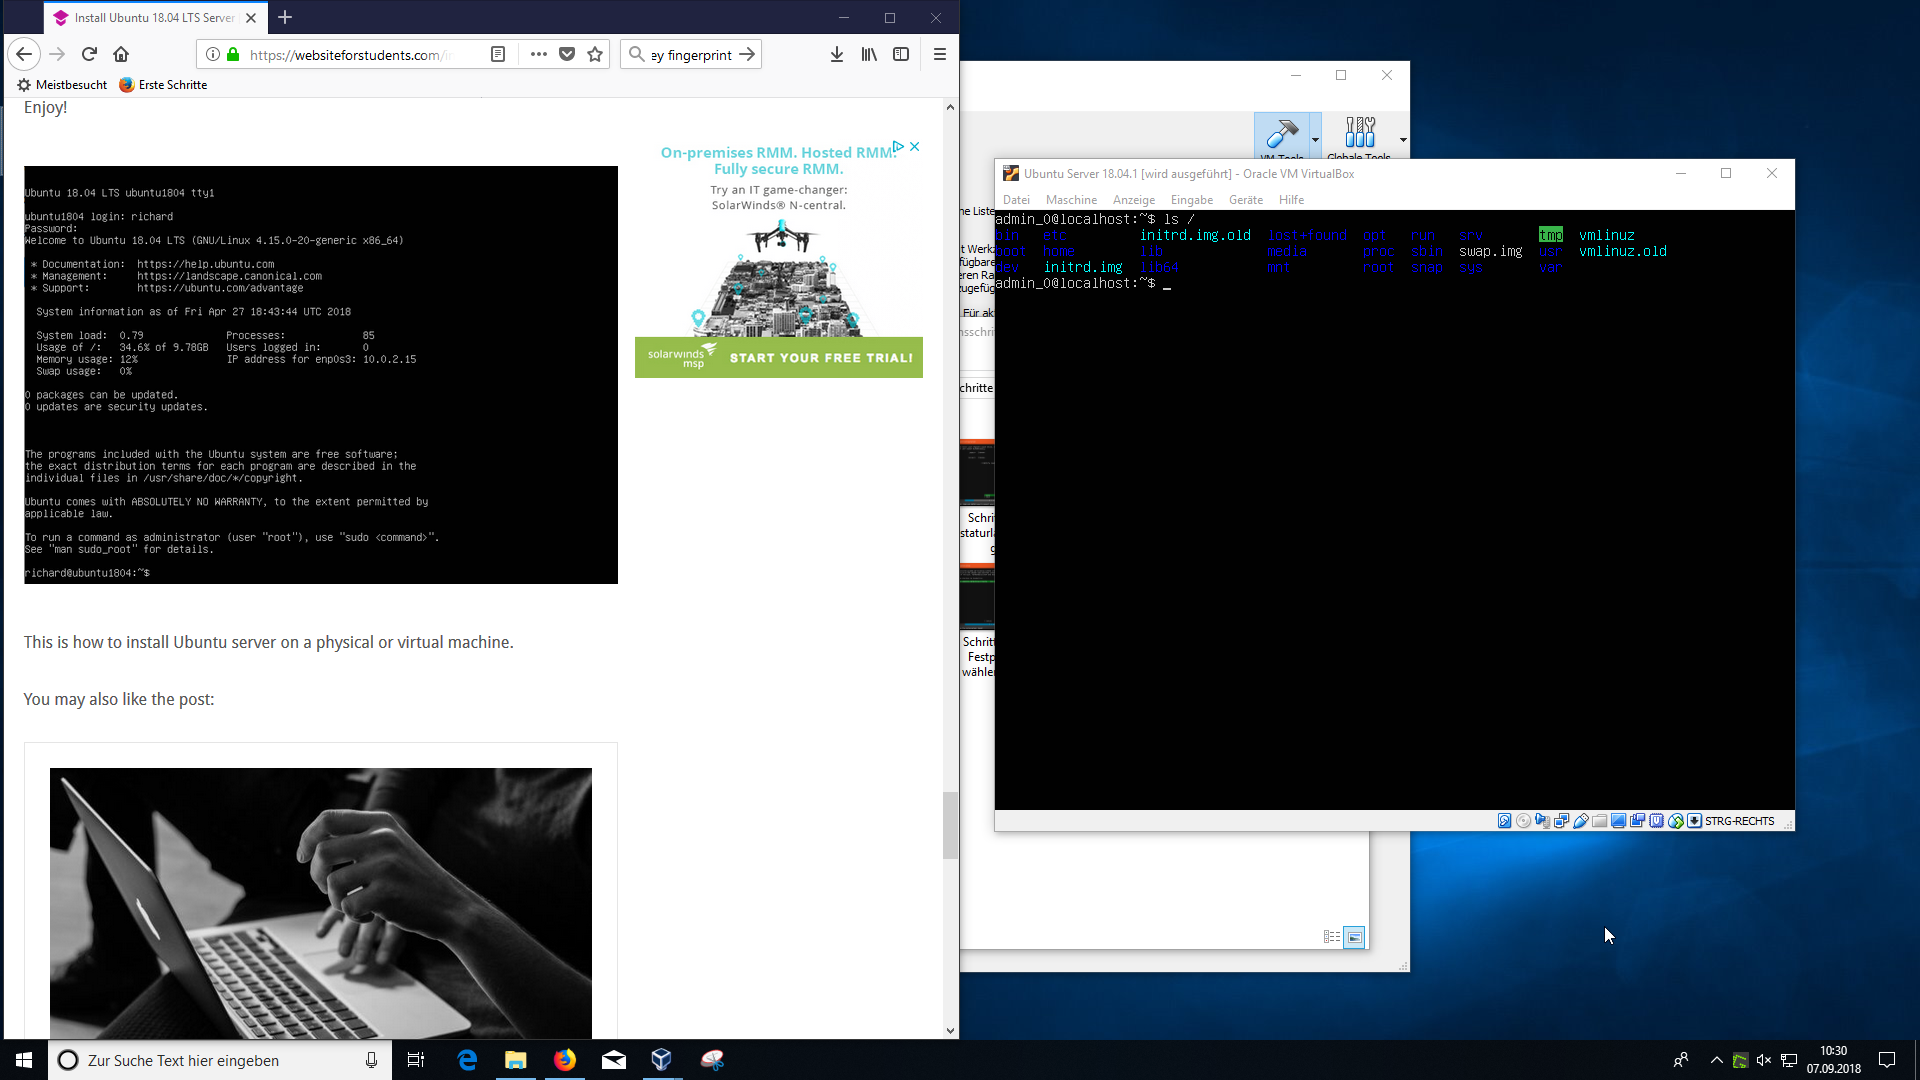 Install Ubuntu 18.04 LTS Server
https://websiteforstudents.com/in
ey fingerprint
Meistbesucht
Erste Schritte
Enjoy!
Ubuntu 18.04 LTS ubuntu1804 tty1
ubuntu1804 login: richard
Password:
Welcome to Ubuntu 18.04 LTS (GNU/Linux 4.15.0-20-generic x86_64)
* Documentation: https://help.ubuntu.com
* Management: https://landscape.canonical.com
* Support: https://ubuntu.com/advantage
System information as of Fri Apr 27 18:43:44 UTC 2018
System load: 0.79 Processes: 85
Usage of /: 34.6% of 9.78GB Users logged in: 0
Memory usage: 12% IP address for enp0s3: 10.0.2.15
Swap usage: 0%
0 packages can be updated.
0 updates are security updates.
The programs included with the Ubuntu system are free software;
the exact distribution terms for each program are described in the
individual files in /usr/share/doc/*/copyright.
Ubuntu comes with ABSOLUTELY NO WARRANTY, to the extent permitted by
applicable law.
To run a command as administrator (user "root"), use "sudo <command>".
See "man sudo_root" for details.
richard@ubuntu1804:~$
On-premises RMM. Hosted RMM.
Fully secure RMM.
Try an IT game-changer:
SolarWinds® N-central.
solarwinds
msp
START YOUR FREE TRIAL!
This is how to install Ubuntu server on a physical or virtual machine.
You may also like the post:
VM Tools
Globale Tools
ne Liste
t Werkz
fügbare
eren Ra
zugefüg
Für akt
nsschrit
chritte
Schrit
staturla
g
Schritt
Festp
wählen
Ubuntu Server 18.04.1 [wird ausgeführt] - Oracle VM VirtualBox
Datei Maschine Anzeige Eingabe Geräte Hilfe
admin_0@localhost:~$ ls /
bin etc initrd.img.old lost+found opt run srv tmp vmlinuz
boot home lib media proc sbin swap.img usr vmlinuz.old
dev initrd.img lib64 mnt root snap sys var
admin_0@localhost:~$ _
STRG-RECHTS
Zur Suche Text hier eingeben
10:30
07.09.2018